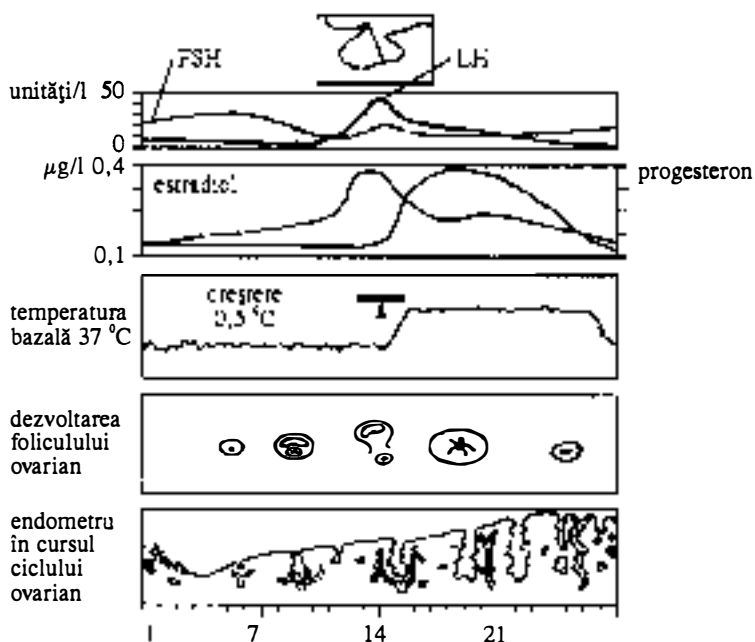 FSH
LH
unități/l 50
0
µg/l 0,4
estradiol
progesteron
0,1
creștere
0,5 °C
temperatura
bazală 37 °C
dezvoltarea
foliculului
ovarian
endometru
în cursul
ciclului
ovarian
1 7 14 21